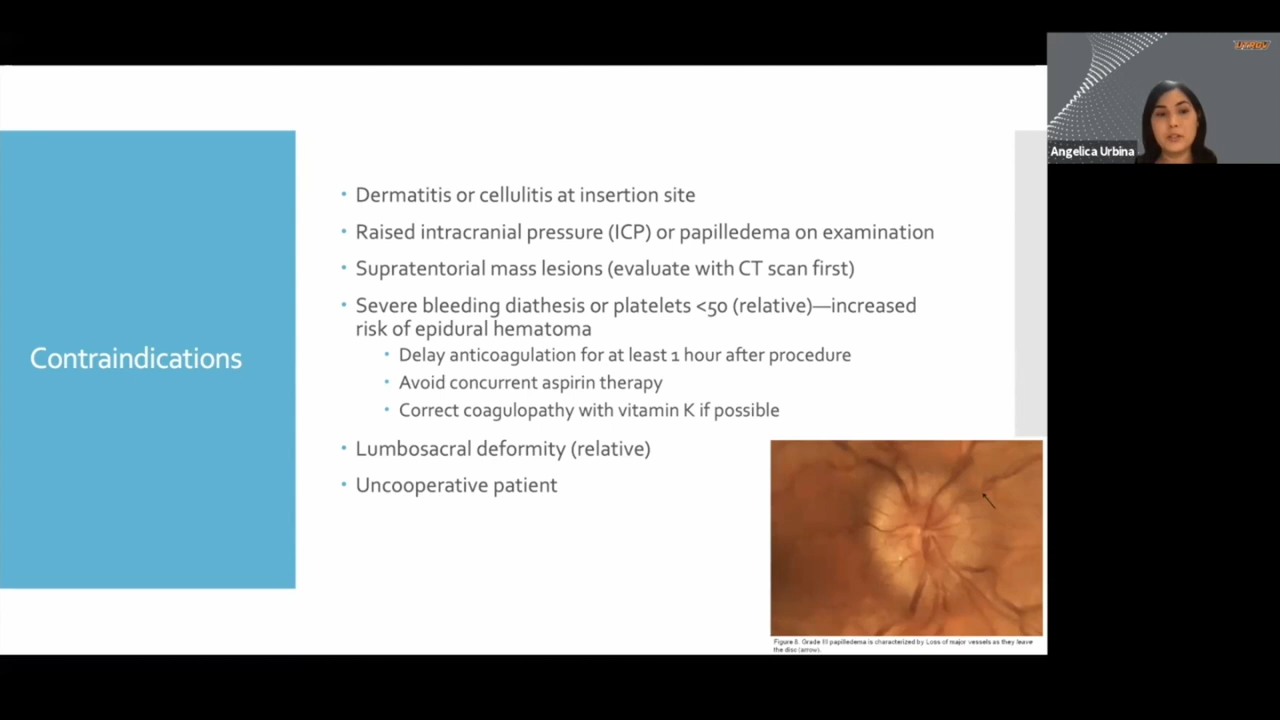 Contraindications
• Dermatitis or cellulitis at insertion site
• Raised intracranial pressure (ICP) or papilledema on examination
• Supratentorial mass lesions (evaluate with CT scan first)
• Severe bleeding diathesis or platelets <50 (relative)—increased
risk of epidural hematoma
• Delay anticoagulation for at least 1 hour after procedure
• Avoid concurrent aspirin therapy
• Correct coagulopathy with vitamin K if possible
• Lumbosacral deformity (relative)
• Uncooperative patient
Figure 8. Grade III papilledema is characterized by Loss of major vessels as they leave
the disc (arrow).
Angelica Urbina